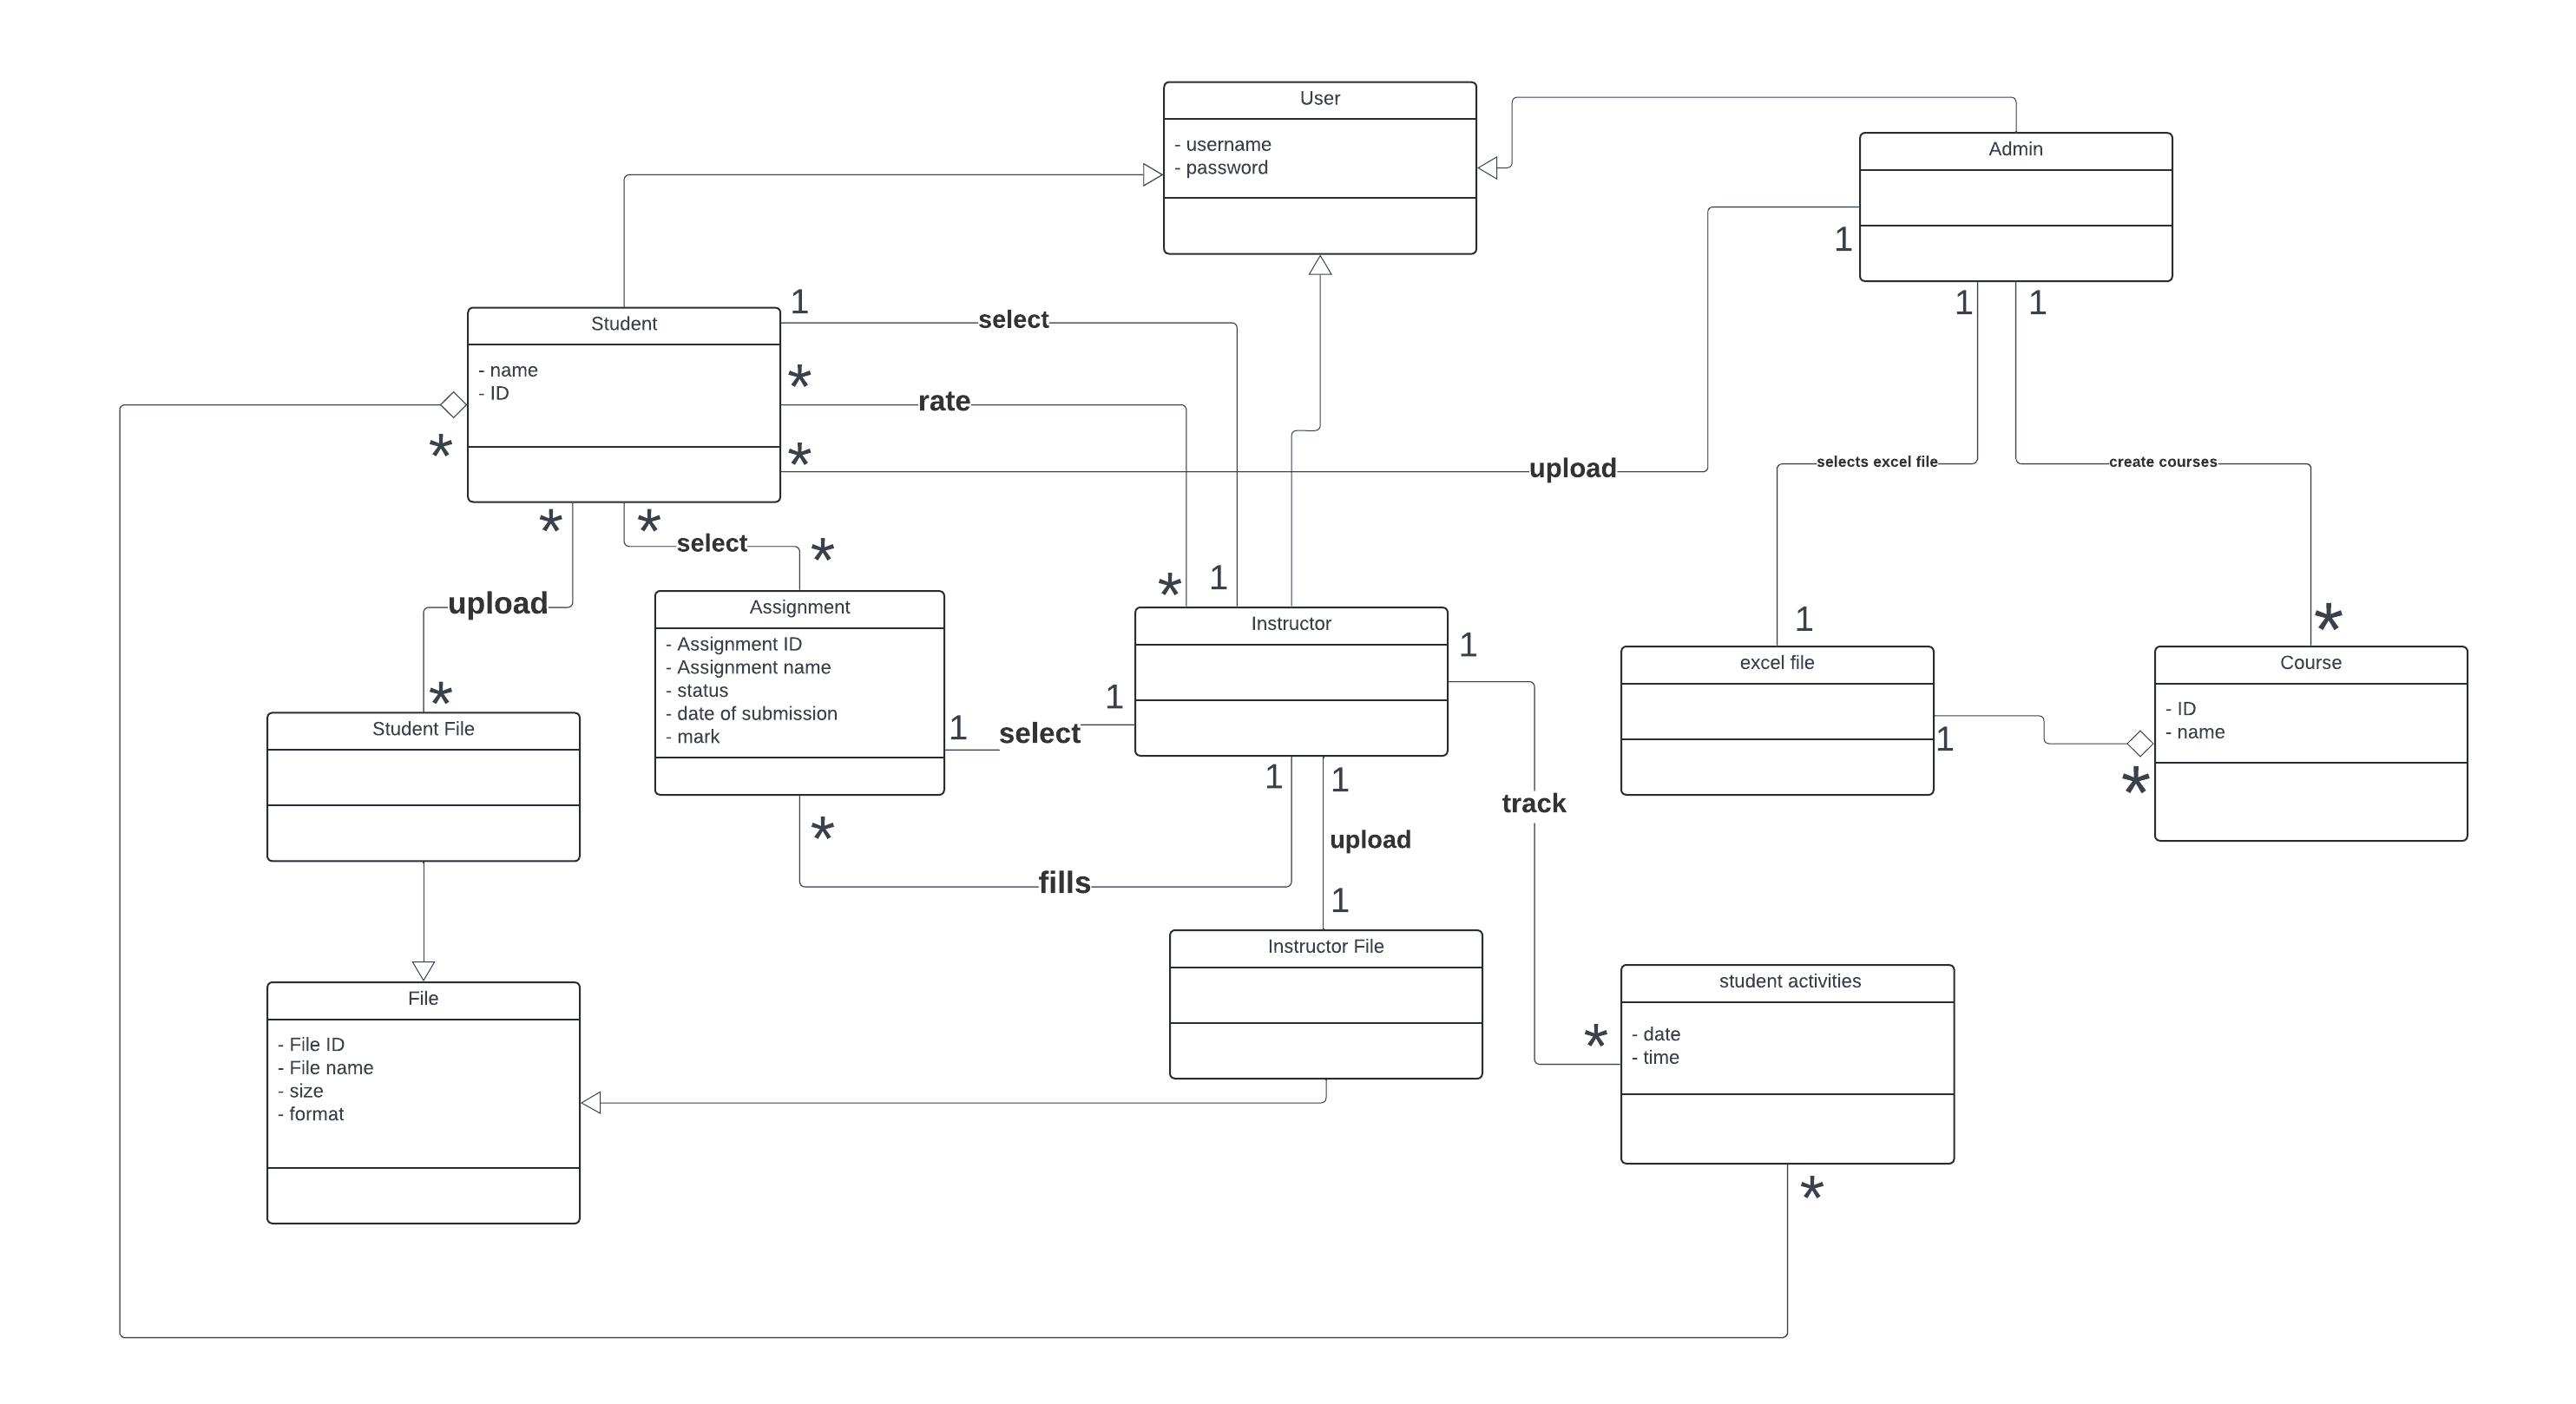 User
- username
- password
Admin
1
1
1
Student
- name
- ID
1
select
*
rate
*
*
upload
selects excel file
create courses
*
*
select
*
upload
*
*
1
1
*
Assignment
- Assignment ID
- Assignment name
- status
- date of submission
- mark
Instructor
1
excel file
Course
- ID
- name
1
select
1
1
*
Student File
*
fills
1
1
upload
1
track
Instructor File
File
- File ID
- File name
- size
- format
student activities
- date
- time
*
*